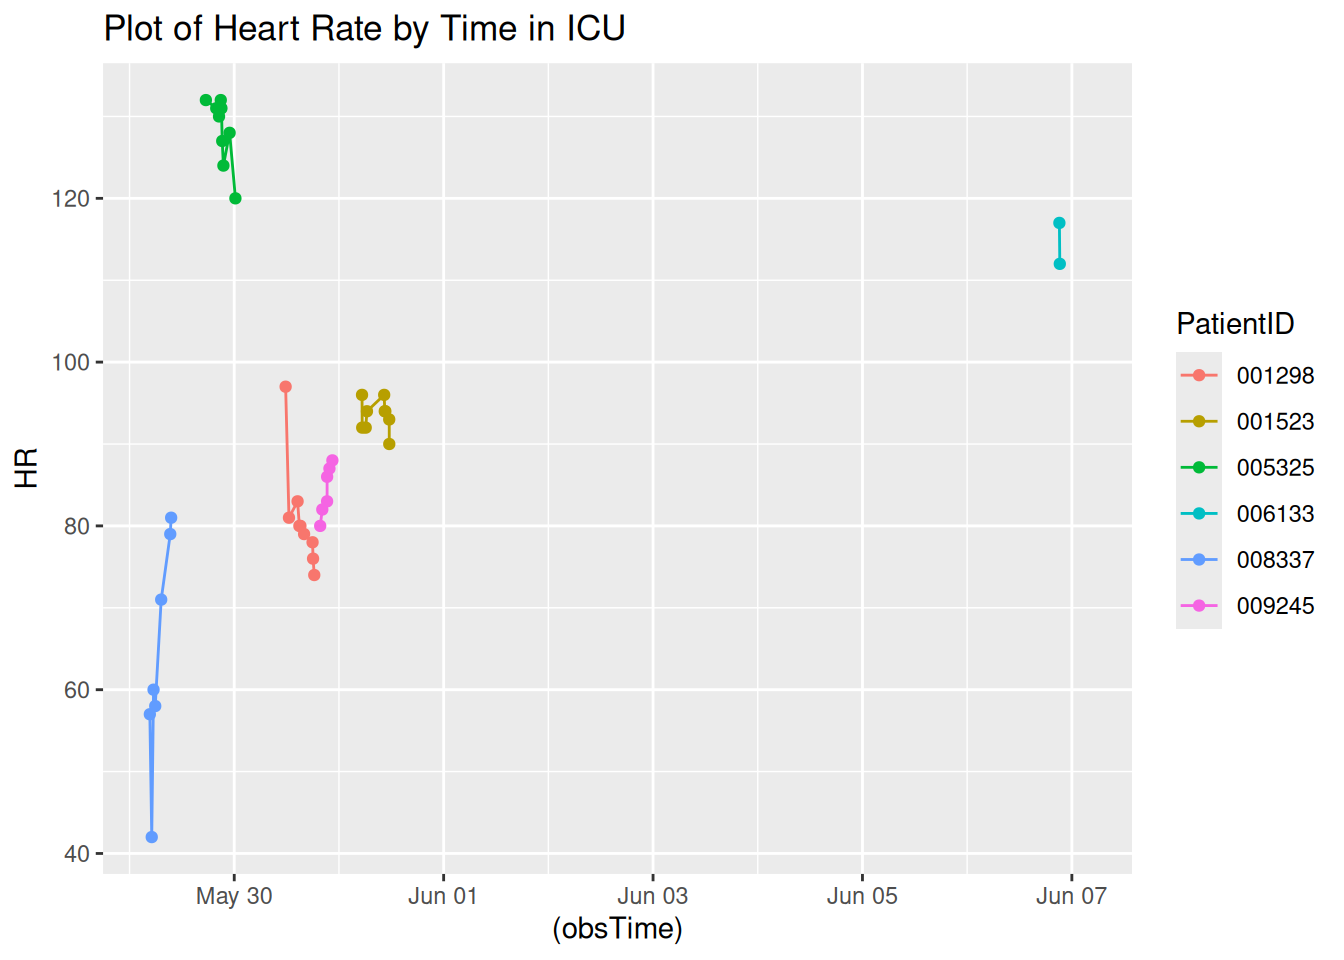 Plot of Heart Rate by Time in ICU
HR
120
100
80
60
40
May 30 Jun 01 Jun 03 Jun 05 Jun 07
(obsTime)
PatientID
001298
001523
005325
006133
008337
009245